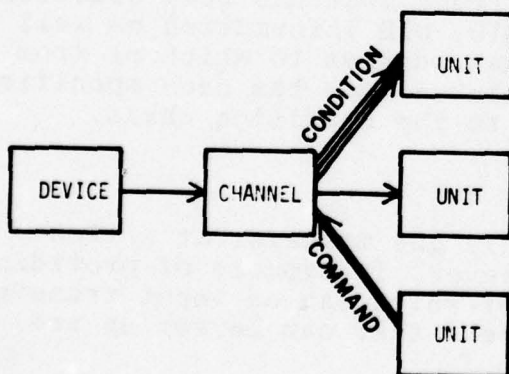 UNIT
CONDITION
DEVICE
CHANNEL
UNIT
COMMAND
UNIT